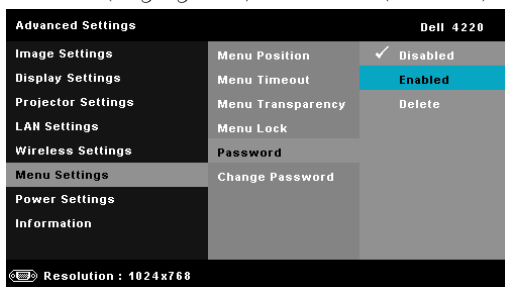 Advanced Settings Dell 4220
Image Settings Menu Position ✓ Disabled
Display Settings Menu Timeout Enabled
Projector Settings Menu Transparency Delete
LAN Settings Menu Lock
Wireless Settings Password
Menu Settings Change Password
Power Settings
Information
Resolution : 1024x768